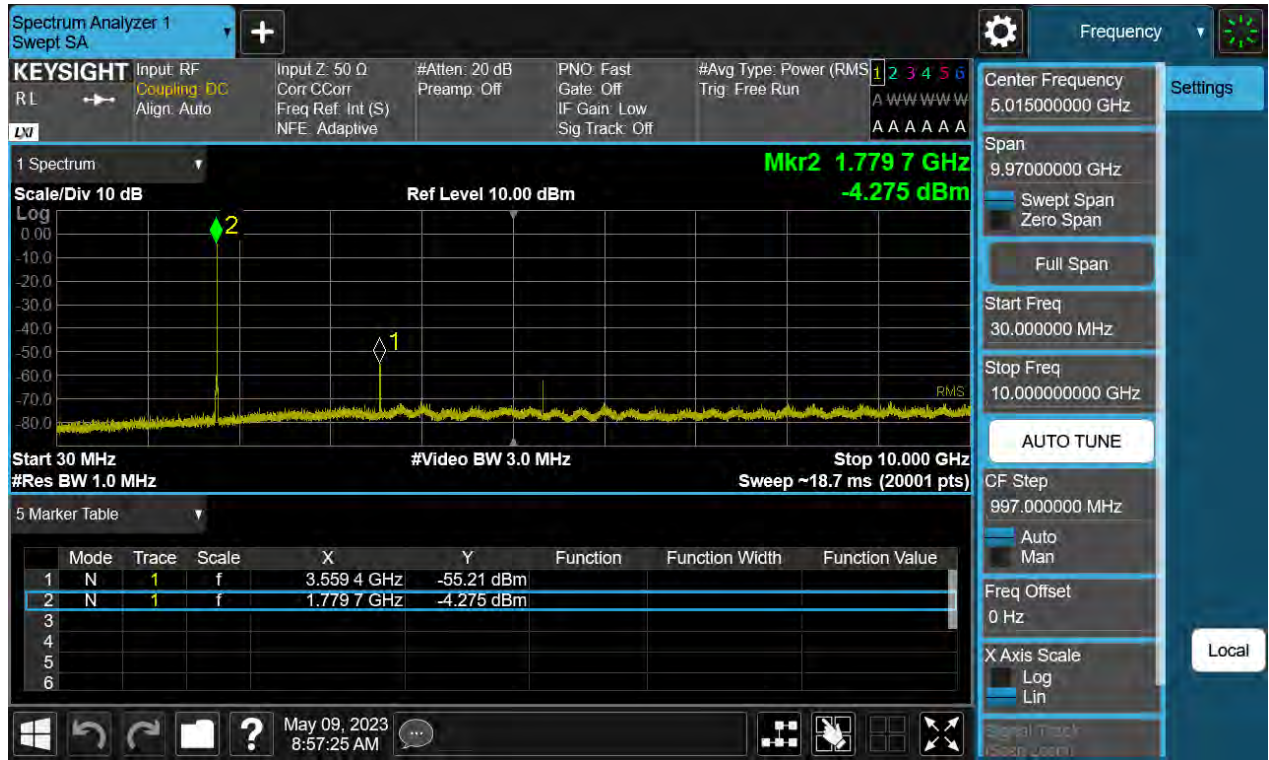 Spectrum Analyzer 1
Swept SA
Frequency
KEYSIGHT
RL
LXI
Input: RF
Coupling: DC
Align: Auto
Input Z: 50 Ω
Corr CCorr
Freq Ref: Int (S)
NFE: Adaptive
#Atten: 20 dB
Preamp: Off
PNO: Fast
Gate: Off
IF Gain: Low
Sig Track: Off
#Avg Type: Power (RMS
Trig: Free Run
1 2 3 4 5 6
A W W W W W
A A A A A A
1 Spectrum
Scale/Div 10 dB
Ref Level 10.00 dBm
Mkr2 1.779 7 GHz
-4.275 dBm
Log
0.00
-10.0
-20.0
-30.0
-40.0
-50.0
-60.0
-70.0
-80.0
2
1
RMS
Start 30 MHz
#Video BW 3.0 MHz
Stop 10.000 GHz
#Res BW 1.0 MHz
Sweep ~18.7 ms (20001 pts)
5 Marker Table
Mode Trace Scale X Y Function Function Width Function Value
1 N 1 f 3.559 4 GHz -55.21 dBm
2 N 1 f 1.779 7 GHz -4.275 dBm
3
4
5
6
?
May 09, 2023
8:57:25 AM
Center Frequency
5.015000000 GHz
Settings
Span
9.97000000 GHz
Swept Span
Zero Span
Full Span
Start Freq
30.000000 MHz
Stop Freq
10.000000000 GHz
AUTO TUNE
CF Step
997.000000 MHz
Auto
Man
Freq Offset
0 Hz
X Axis Scale
Log
Lin
Local
Signal Track
(Span Zoom)